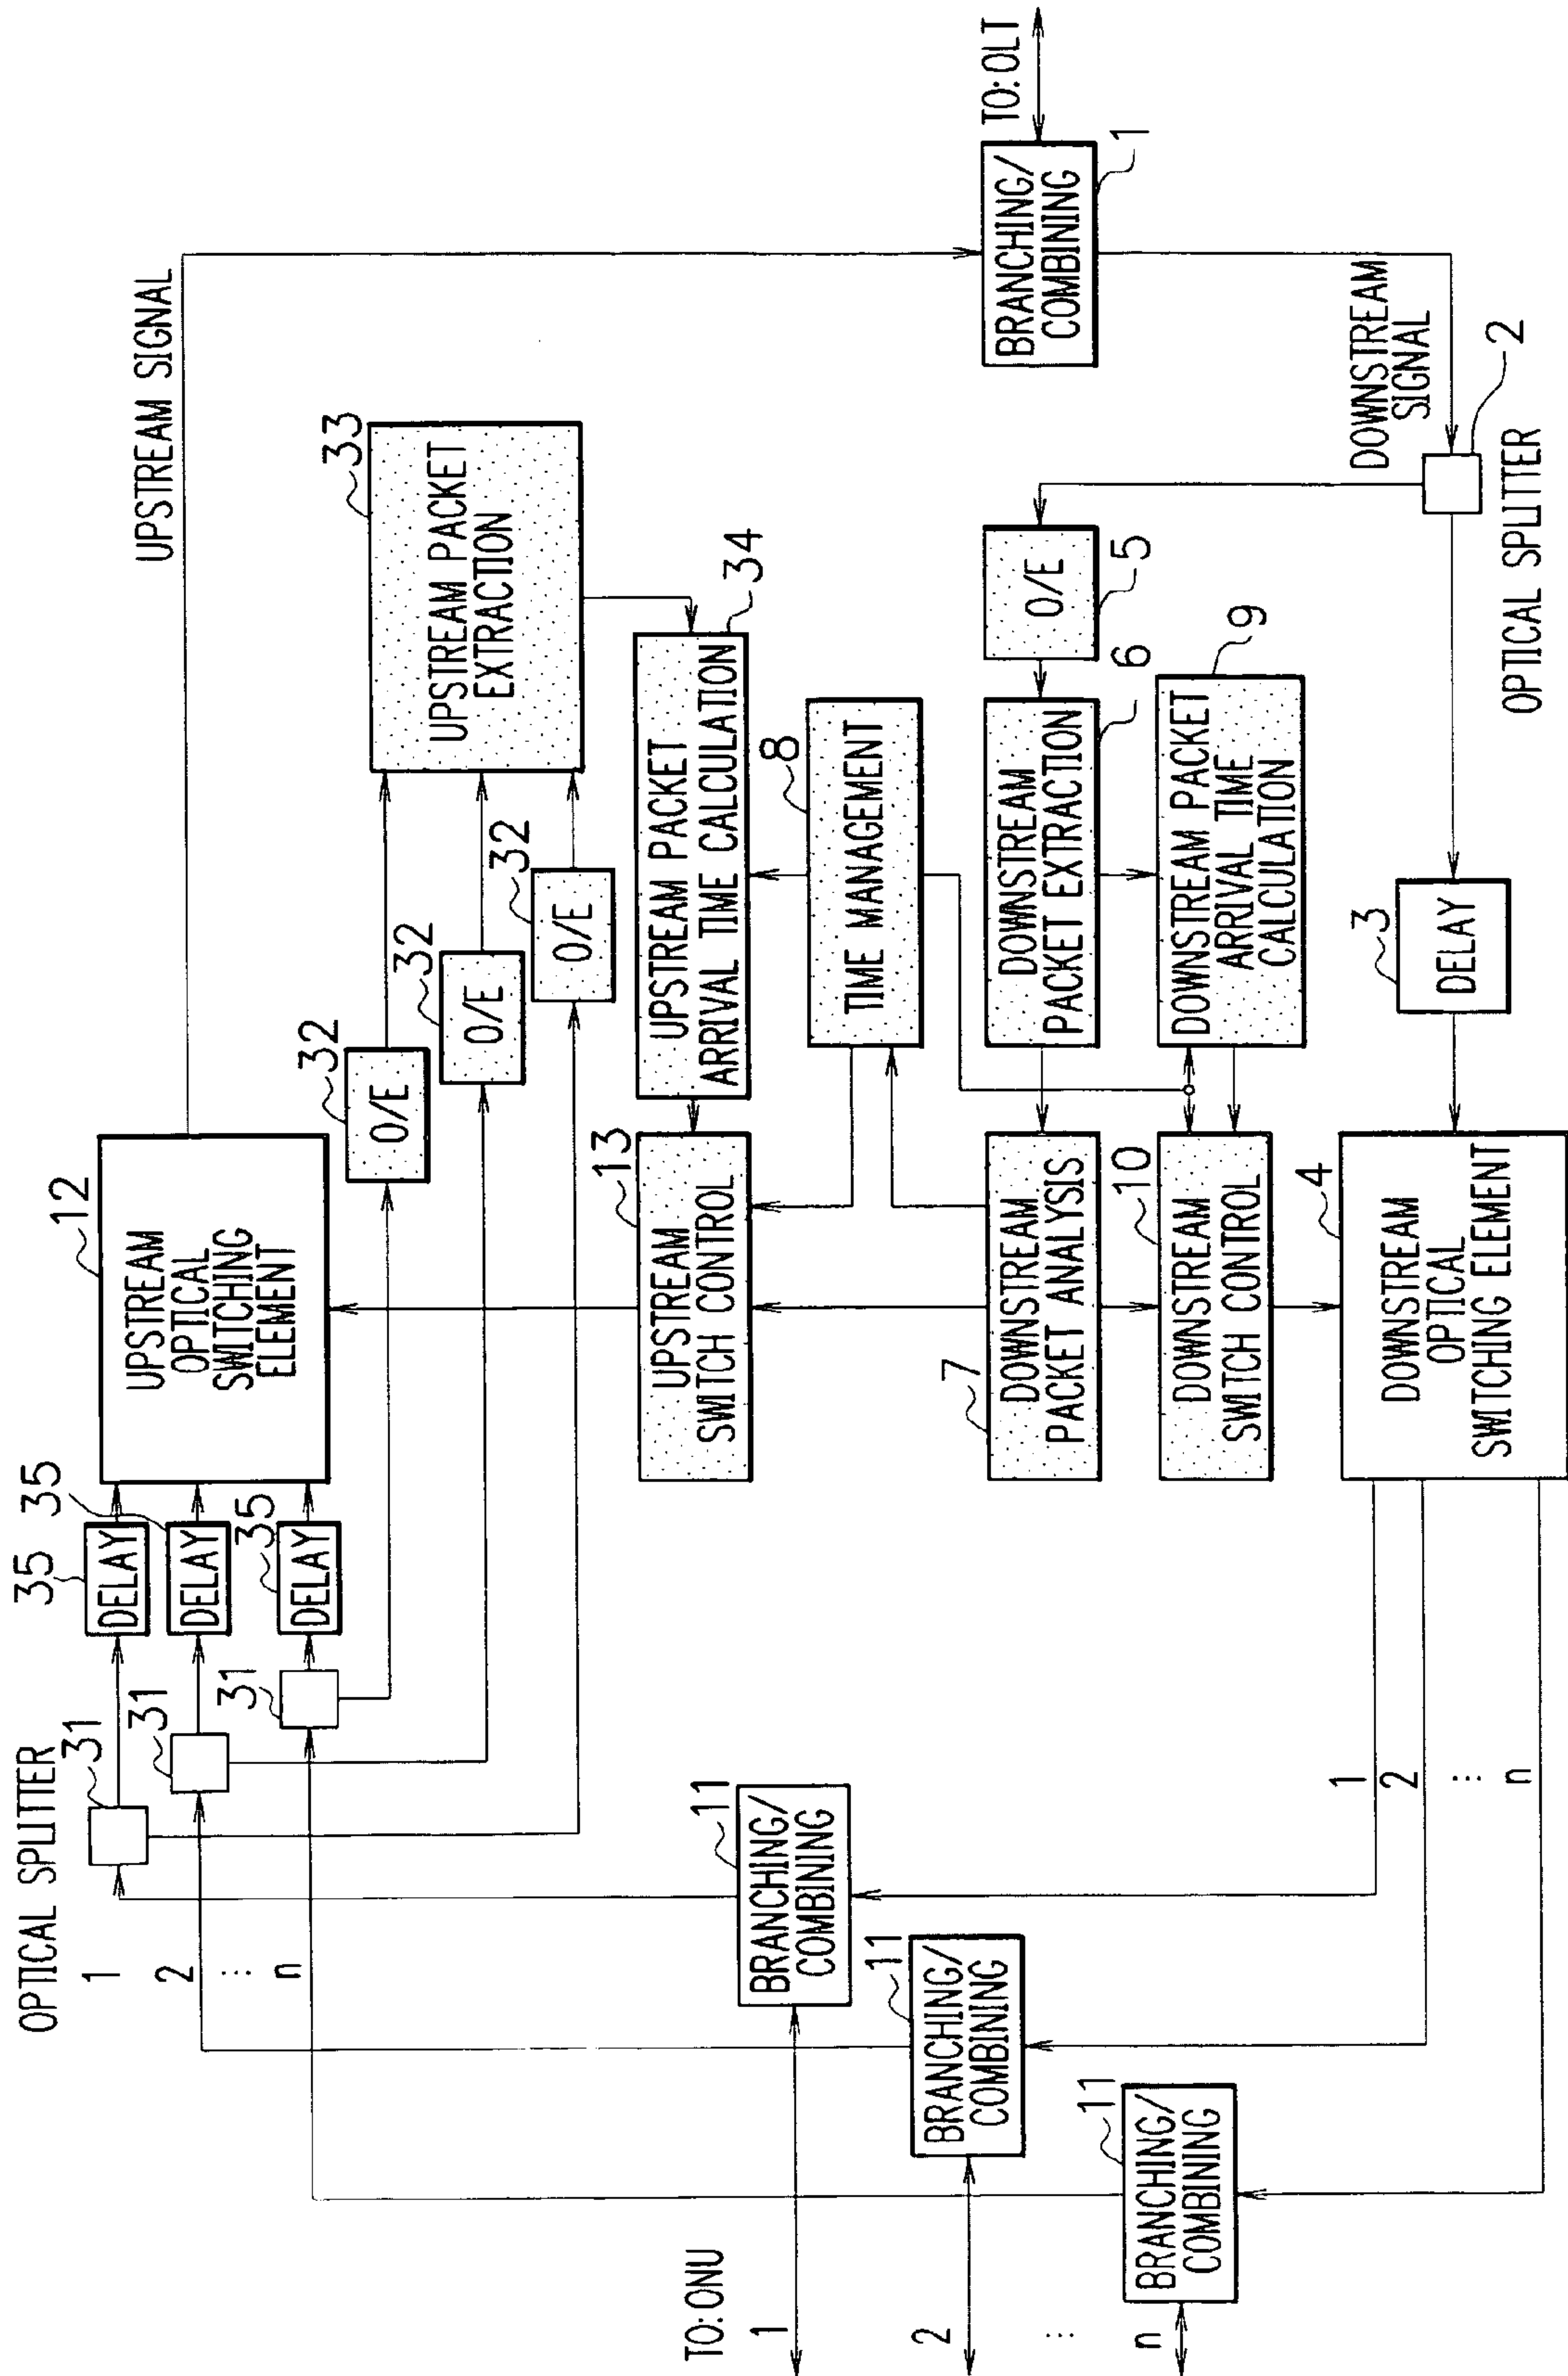 OPTICAL SPLITTER
1
2
⋮
n
31
31
31
35
35
35
DELAY
DELAY
DELAY
12
UPSTREAM
OPTICAL
SWITCHING
ELEMENT
UPSTREAM SIGNAL
32
O/E
32
O/E
32
O/E
33
UPSTREAM PACKET
EXTRACTION
34
UPSTREAM PACKET
ARRIVAL TIME CALCULATION
13
UPSTREAM
SWITCH CONTROL
8
TIME MANAGEMENT
TO:ONU
1
2
⋮
n
11
BRANCHING/
COMBINING
11
BRANCHING/
COMBINING
11
BRANCHING/
COMBINING
7
DOWNSTREAM
PACKET ANALYSIS
6
DOWNSTREAM
PACKET EXTRACTION
5
O/E
BRANCHING/
COMBINING
1
TO:OLT
10
DOWNSTREAM
SWITCH CONTROL
9
DOWNSTREAM PACKET
ARRIVAL TIME
CALCULATION
1
2
⋮
n
4
DOWNSTREAM
OPTICAL
SWITCHING ELEMENT
3
DELAY
DOWNSTREAM
SIGNAL
2
OPTICAL SPLITTER